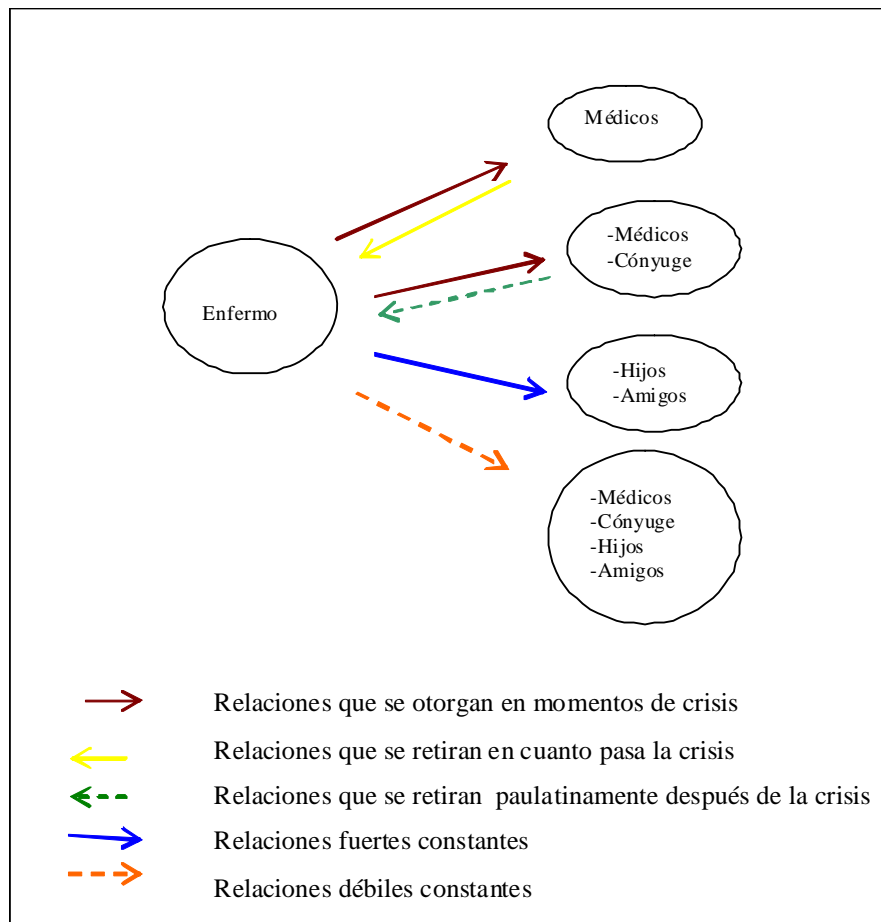 Médicos
-Médicos
-Cónyuge
Enfermo
-Hijos
-Amigos
-Médicos
-Cónyuge
-Hijos
-Amigos
Relaciones que se otorgan en momentos de crisis
Relaciones que se retiran en cuanto pasa la crisis
Relaciones que se retiran paulatinamente después de la crisis
Relaciones fuertes constantes
Relaciones débiles constantes